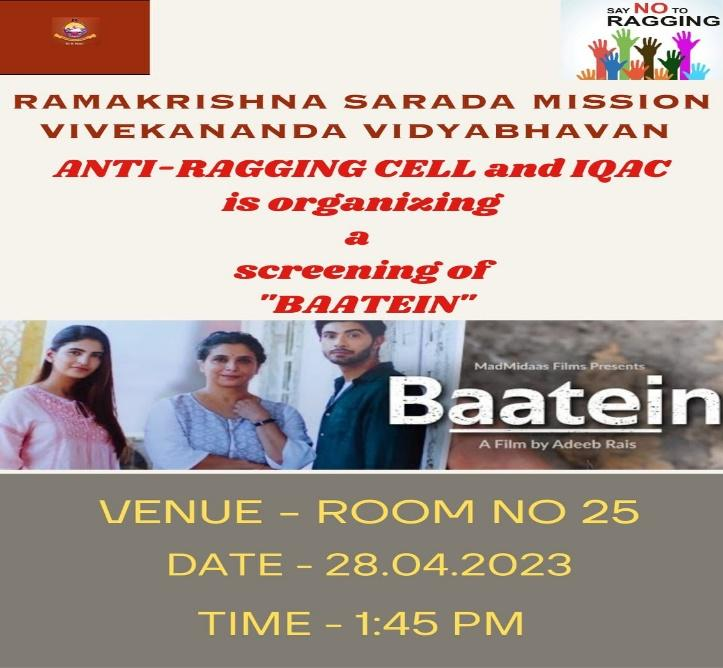 SAY NO TO
RAGGING
RAMAKRISHNA SARADA MISSION
VIVEKANANDA VIDYABHAVAN
ANTI-RAGGING CELL and IQAC
is organizing
a
screening of
"BAATEIN"
MadMidaas Films Presents
Baatein
A Film by Adeeb Rais
VENUE - ROOM NO 25
DATE - 28.04.2023
TIME - 1:45 PM